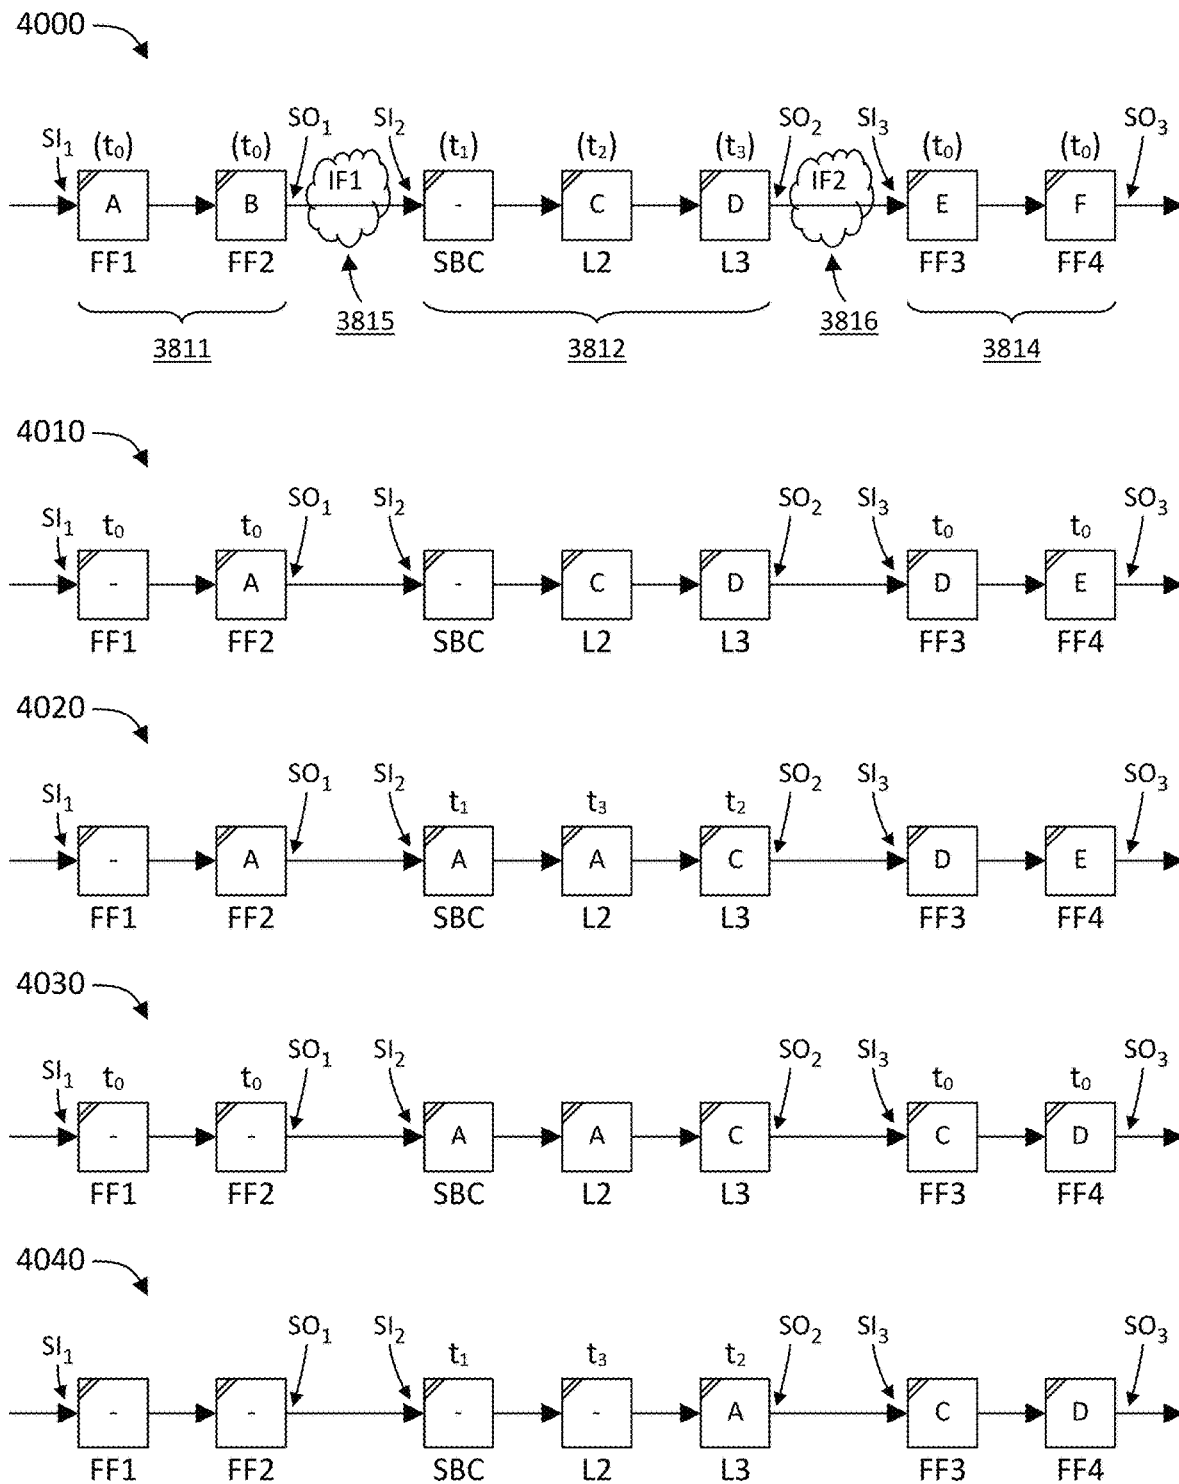 4000
SI1 (t0) (t0) SO1 SI2 (t1) (t2) (t3) SO2 SI3 (t0) (t0) SO3
A B IF1 - C D IF2 E F
FF1 FF2 SBC L2 L3 FF3 FF4
3811 3815 3812 3816 3814
4010
SI1 t0 t0 SO1 SI2 SO2 SI3 t0 t0 SO3
- A - C D D E
FF1 FF2 SBC L2 L3 FF3 FF4
4020
SI1 SO1 SI2 t1 t3 t2 SO2 SI3 SO3
- A A A C D E
FF1 FF2 SBC L2 L3 FF3 FF4
4030
SI1 t0 t0 SO1 SI2 SO2 SI3 t0 t0 SO3
- - A A C C D
FF1 FF2 SBC L2 L3 FF3 FF4
4040
SI1 SO1 SI2 t1 t3 t2 SO2 SI3 SO3
- - - - A C D
FF1 FF2 SBC L2 L3 FF3 FF4